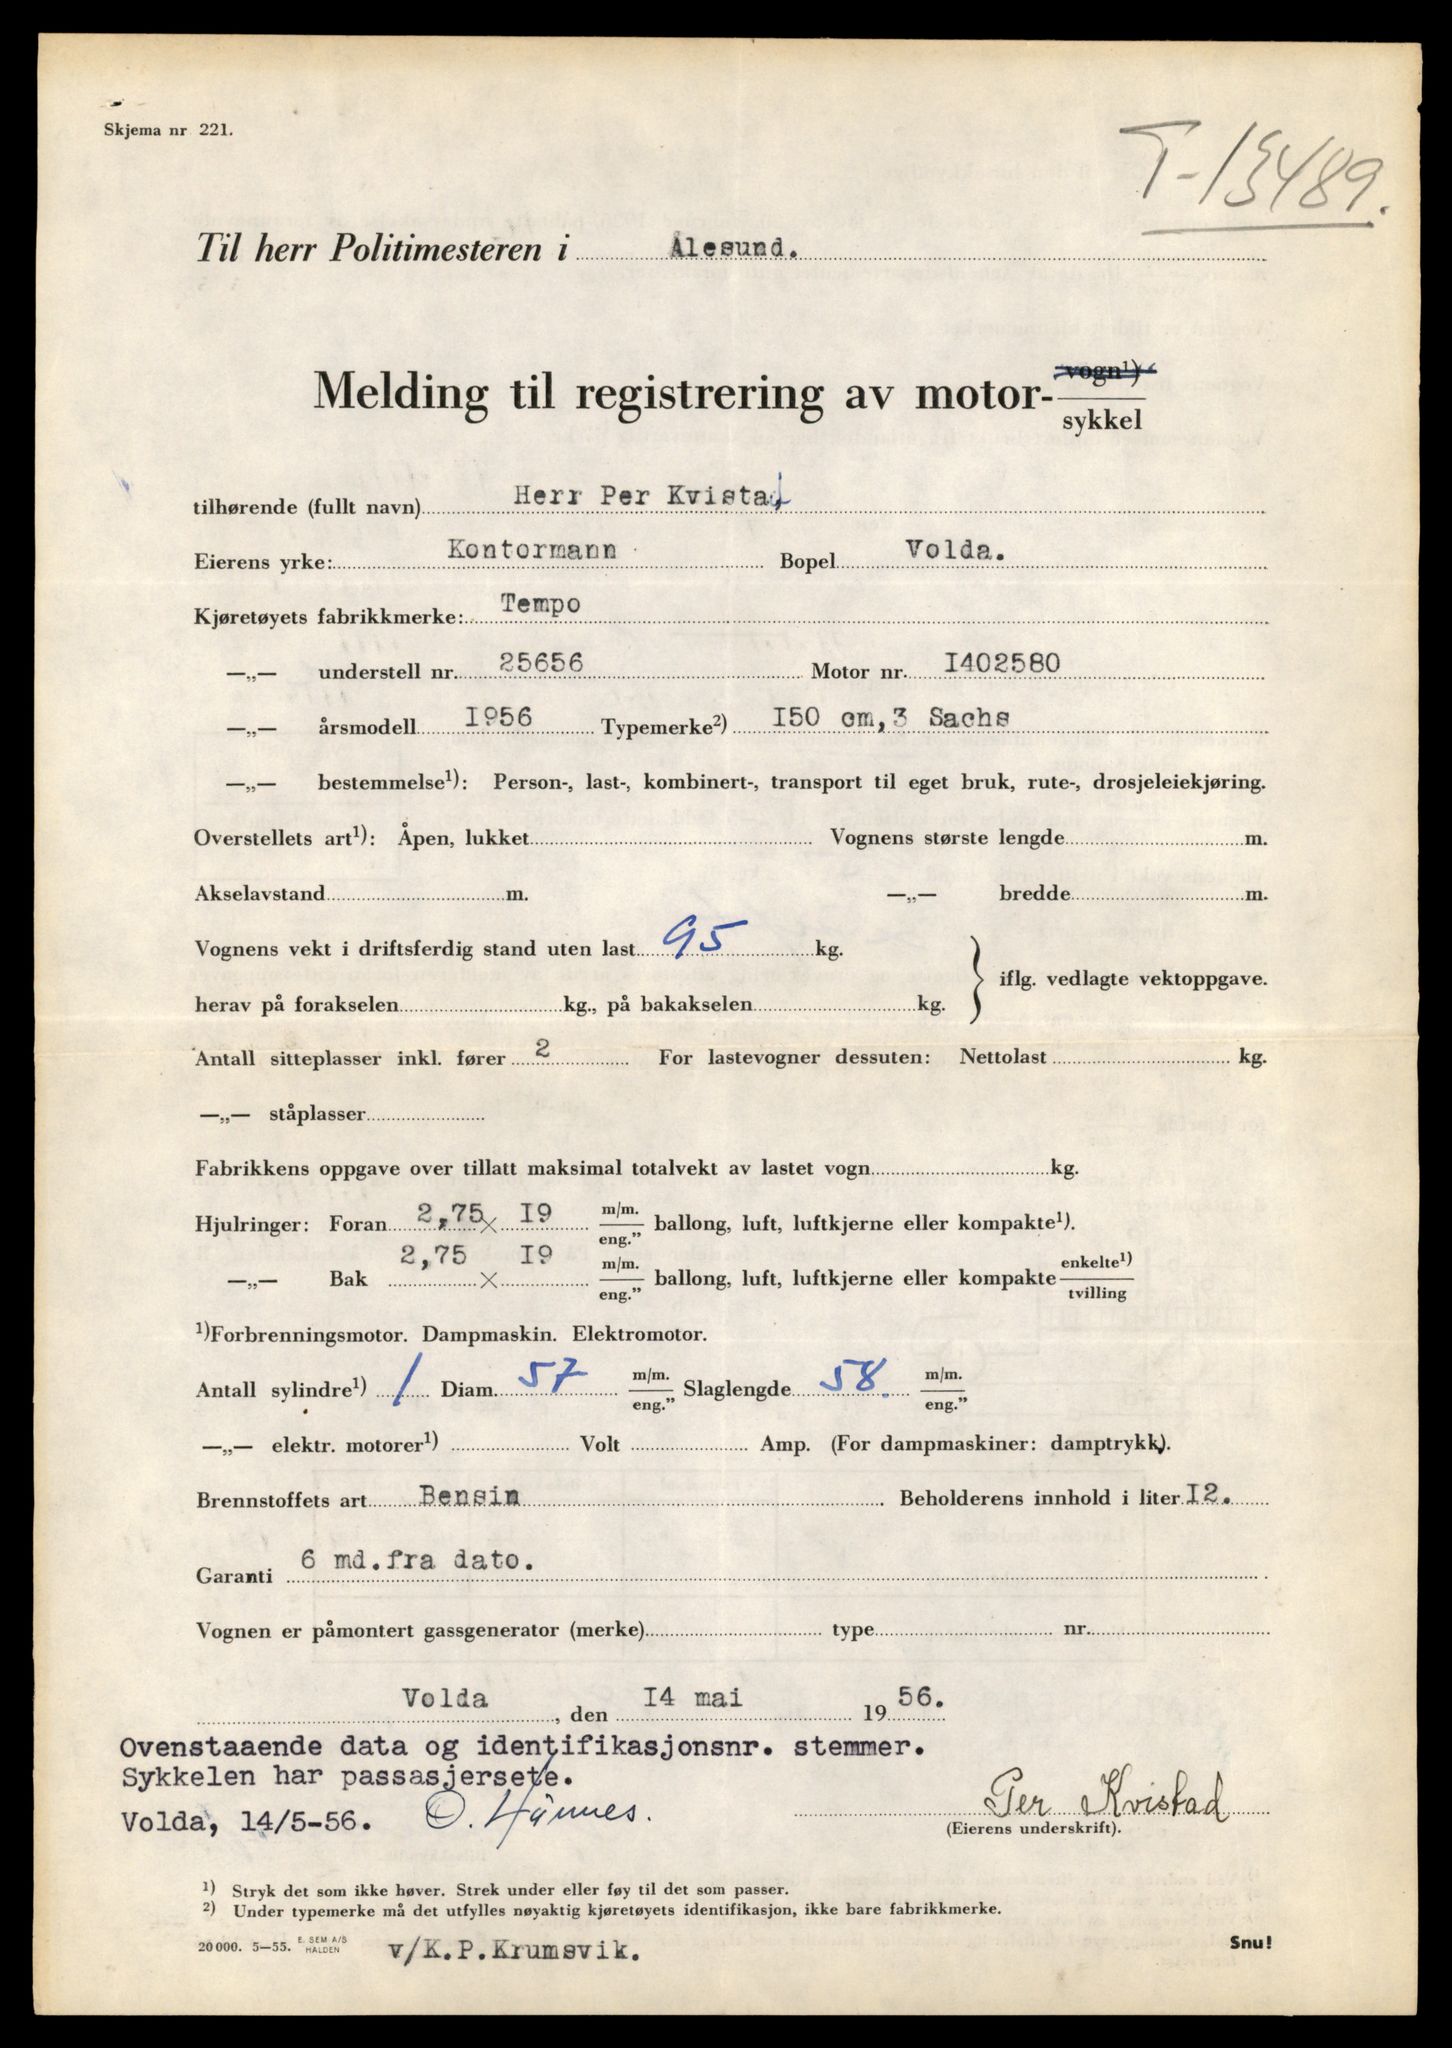 Skjema nr 221.
T-13489.
Til herr Politimesteren i Ålesund.
Melding til registrering av motor- vogn¹) / sykkel
tilhørende (fullt navn) Herr Per Kvistad
Eierens yrke: Kontormann Bopel Volda.
Kjøretøyets fabrikkmerke: Tempo
—„— understell nr. 25656 Motor nr. I402580
—„— årsmodell I956 Typemerke²) I50 cm,3 Sachs
—„— bestemmelse¹): Person-, last-, kombinert-, transport til eget bruk, rute-, drosjeleiekjøring.
Overstellets art¹): Åpen, lukket Vognens største lengde m.
Akselavstand m. —„— bredde m.
Vognens vekt i driftsferdig stand uten last 95 kg.
herav på forakselen kg., på bakakselen kg. } iflg. vedlagte vektoppgave.
Antall sitteplasser inkl. fører 2 For lastevogner dessuten: Nettolast kg.
—„— ståplasser
Fabrikkens oppgave over tillatt maksimal totalvekt av lastet vogn kg.
Hjulringer: Foran 2,75 × I9 m/m. / eng.” ballong, luft, luftkjerne eller kompakte¹).
—„— Bak 2,75 × I9 m/m. / eng.” ballong, luft, luftkjerne eller kompakte enkelte¹) / tvilling
¹)Forbrenningsmotor. Dampmaskin. Elektromotor.
Antall sylindre¹) 1 Diam. 57 m/m. / eng.” Slaglengde 58. m/m. / eng.”
—„— elektr. motorer¹) Volt Amp. (For dampmaskiner: damptrykk).
Brennstoffets art Bensin Beholderens innhold i liter I2.
Garanti 6 md.fra dato.
Vognen er påmontert gassgenerator (merke) type nr.
Volda, den I4 mai 1956.
Ovenstaaende data og identifikasjonsnr. stemmer.
Sykkelen har passasjersete.
Volda, 14/5-56. O.
Per Kvistad
(Eierens underskrift).
¹) Stryk det som ikke høver. Strek under eller føy til det som passer.
²) Under typemerke må det utfylles nøyaktig kjøretøyets identifikasjon, ikke bare fabrikkmerke.
20 000. 5—55. E. SEM A/S HALDEN v/K.P.Krumsvik. Snu!